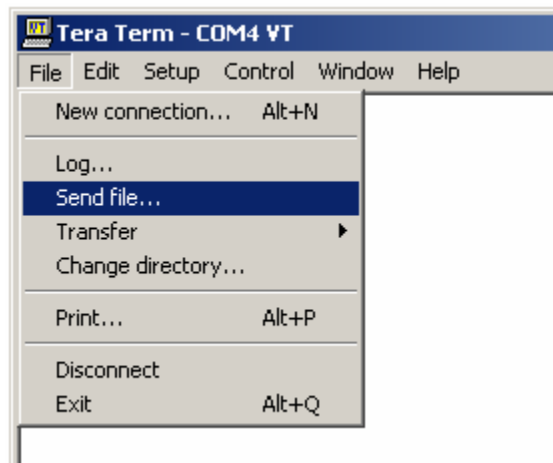 VT Tera Term - COM4 VT
File Edit Setup Control Window Help
New connection... Alt+N
Log...
Send file...
Transfer
Change directory...
Print... Alt+P
Disconnect
Exit Alt+Q